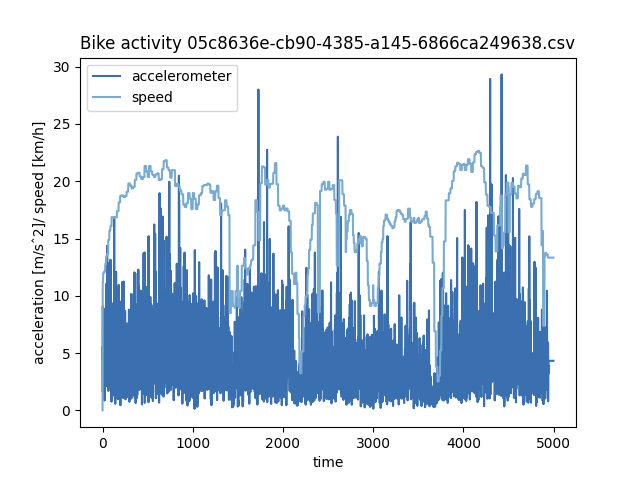 Bike activity 05c8636e-cb90-4385-a145-6866ca249638.csv
accelerometer
speed
acceleration [m/s^2]/ speed [km/h]
30
25
20
15
10
5
0
0 1000 2000 3000 4000 5000
time